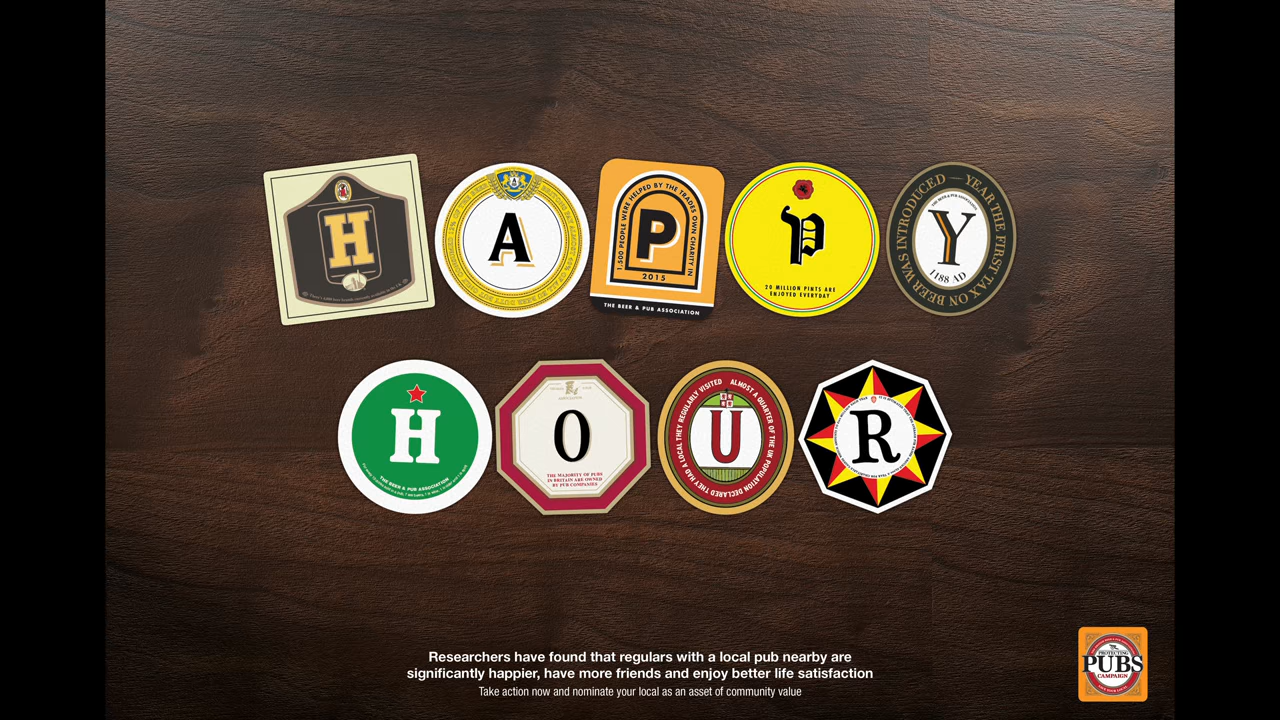 H A P P Y
1,500 PEOPLE WERE HELPED BY THE TRADES OWN CHARITY IN
2015
THE BEER & PUB ASSOCIATION
20 MILLION PINTS ARE
ENJOYED EVERYDAY
THE BEER & PUB ASSOCIATION
1188 AD
YEAR THE FIRST TAX ON BEER WAS INTRODUCED
H O U R
THE BEER & PUB ASSOCIATION
THE MAJORITY OF PUBS
IN BRITAIN ARE OWNED
BY PUB COMPANIES
ALMOST A QUARTER OF THE UK POPULATION DECLARED THEY HAD A LOCAL THEY REGULARLY VISITED
Researchers have found that regulars with a local pub nearby are
significantly happier, have more friends and enjoy better life satisfaction
Take action now and nominate your local as an asset of community value
PROTECTING
PUBS
CAMPAIGN